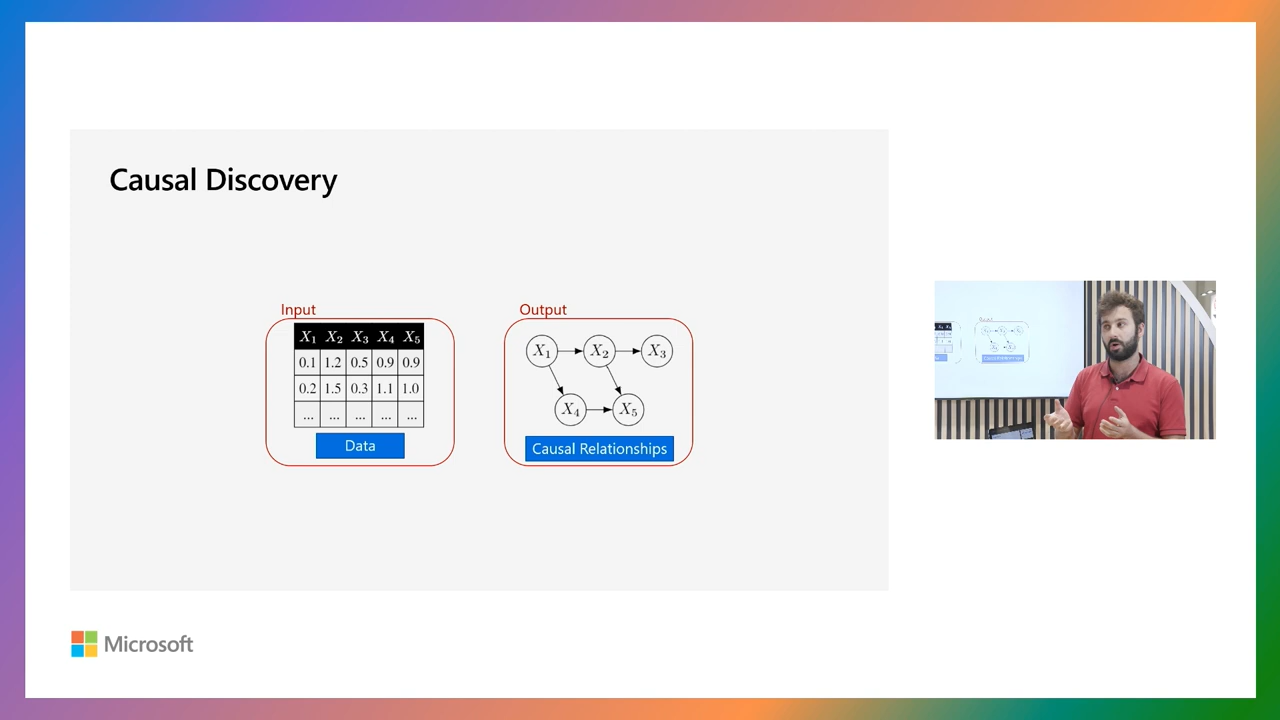 Causal Discovery
Input
X1 X2 X3 X4 X5
0.1 1.2 0.5 0.9 0.9
0.2 1.5 0.3 1.1 1.0
... ... ... ... ...
Data
Output
X1 X2 X3
X4 X5
Causal Relationships
Microsoft